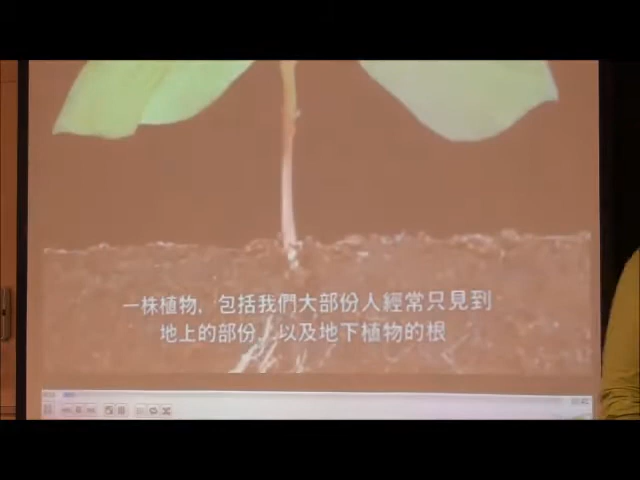 一株植物，包括我們大部份人經常只見到
地上的部份，以及地下植物的根